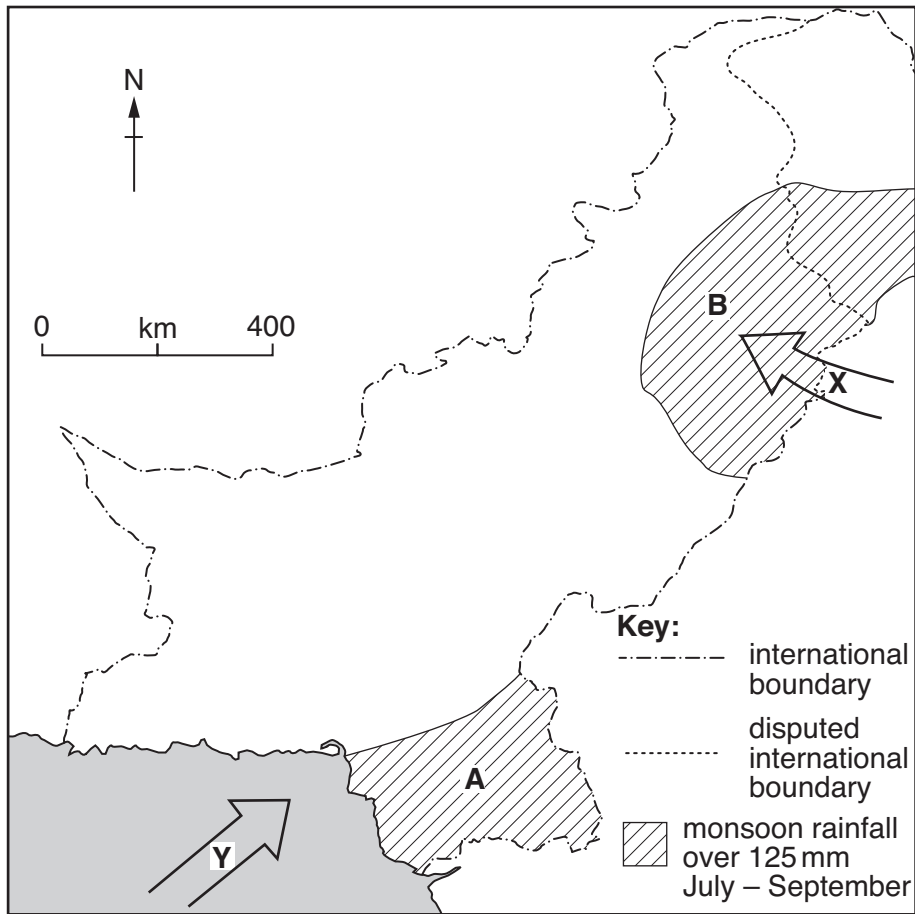 N
0 km 400
B
X
A
Y
Key:
international
boundary
disputed
international
boundary
monsoon rainfall
over 125 mm
July – September